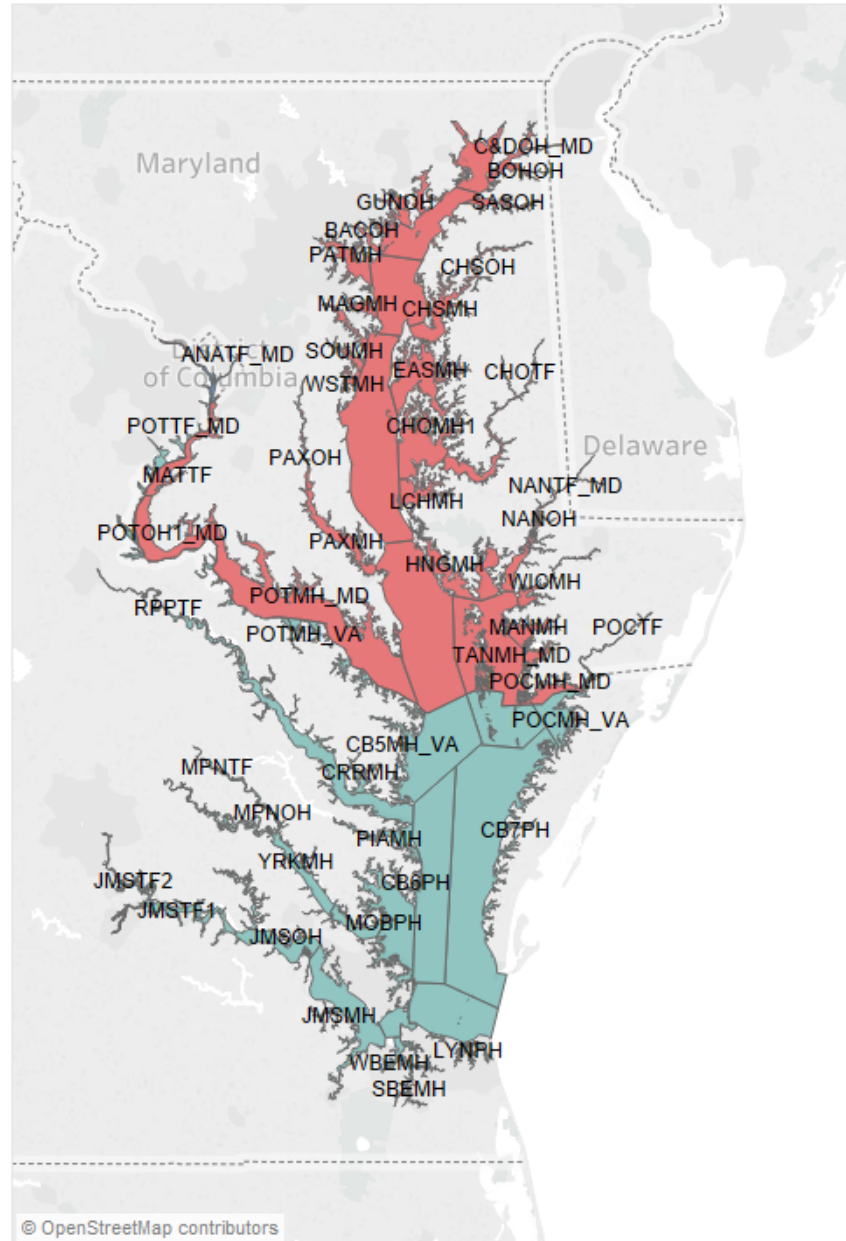 C&DOH_MD
Maryland
BOHOH
GUNOH
SASOH
BACOH
PATMH
CHSOH
MAGMH
CHSMH
ANATF_MD
SOUMH
District
of Columbia
EASMH
CHOTF
WSTMH
POTTF_MD
CHOMH1
Delaware
PAXOH
MATTF
NANTF_MD
LCHMH
NANOH
POTOH1_MD
PAXMH
HNGMH
WICMH
RPPTF
POTMH_MD
MANMH
POCTF
POTMH_VA
TANMH_MD
POCMH_MD
POCMH_VA
CB5MH_VA
MPNTF
CRRMH
MPNOH
CB7PH
PIAMH
YRKMH
JMSTF2
CB6PH
JMSTF1
MOBPH
JMSOH
JMSMH
LYNPH
WBEMH
SBEMH
© OpenStreetMap contributors